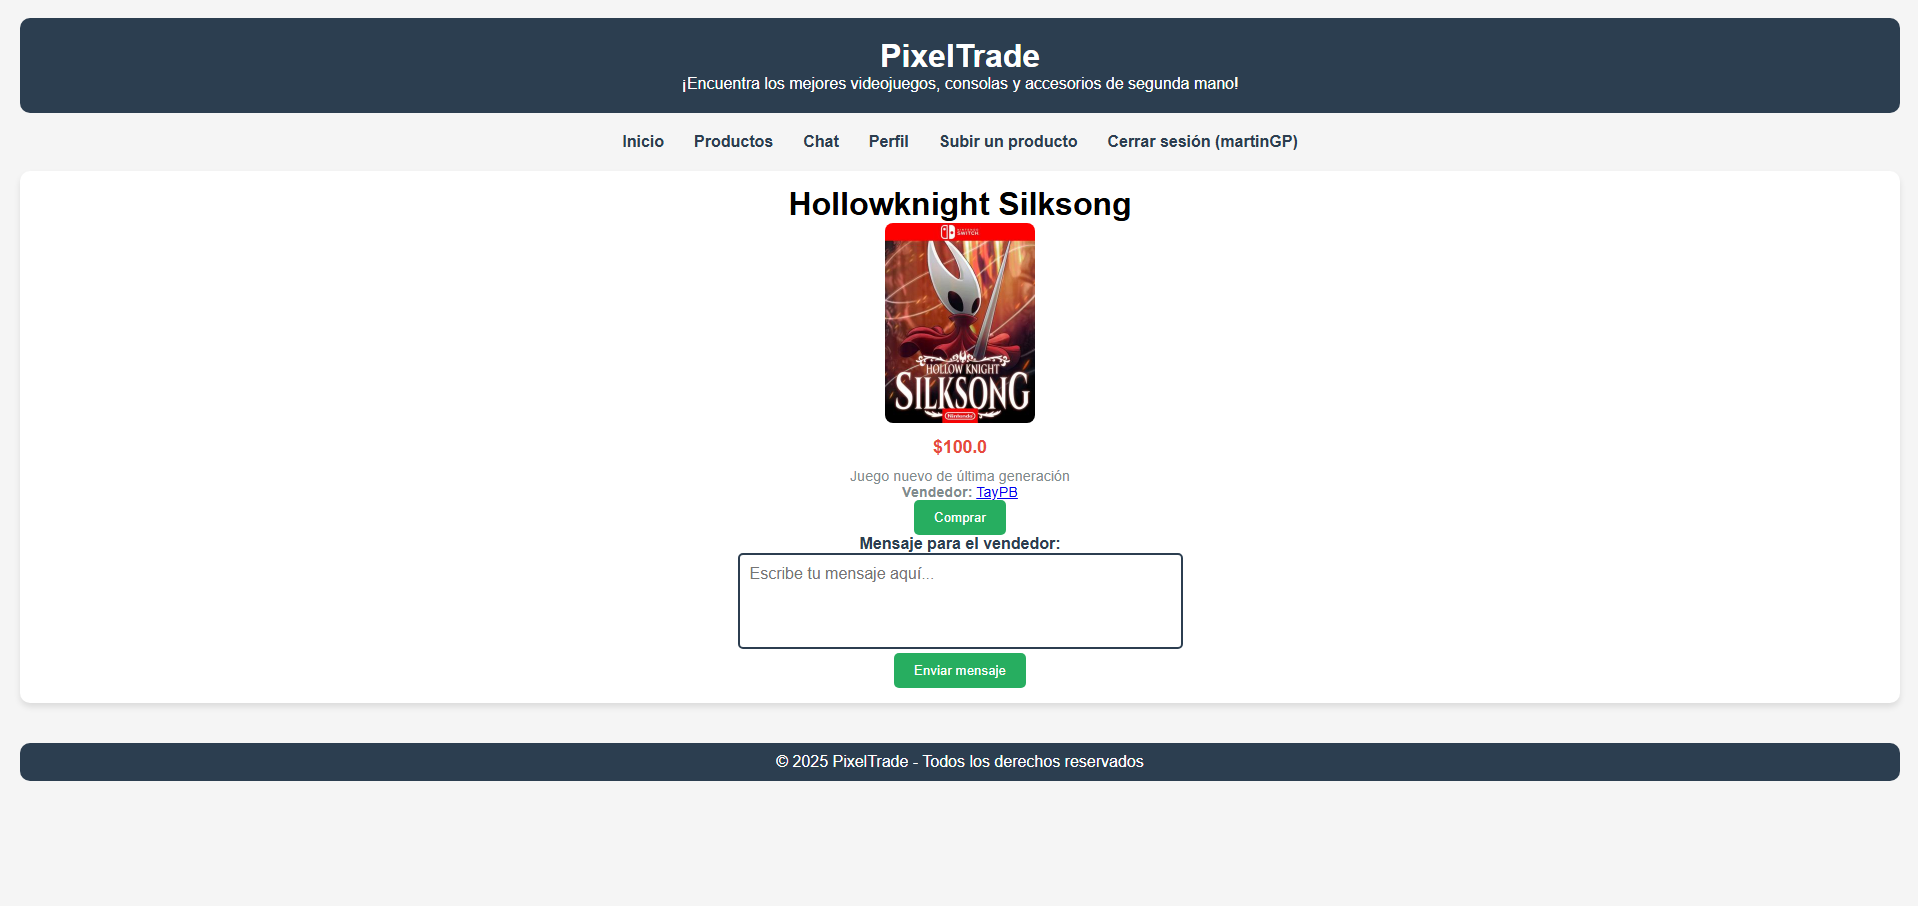 PixelTrade
¡Encuentra los mejores videojuegos, consolas y accesorios de segunda mano!
Inicio Productos Chat Perfil Subir un producto Cerrar sesión (martinGP)
Hollowknight Silksong
SWITCH
HOLLOW KNIGHT
SILKSONG
Nintendo
$100.0
Juego nuevo de última generación
Vendedor: TayPB
Comprar
Mensaje para el vendedor:
Escribe tu mensaje aquí...
Enviar mensaje
© 2025 PixelTrade - Todos los derechos reservados